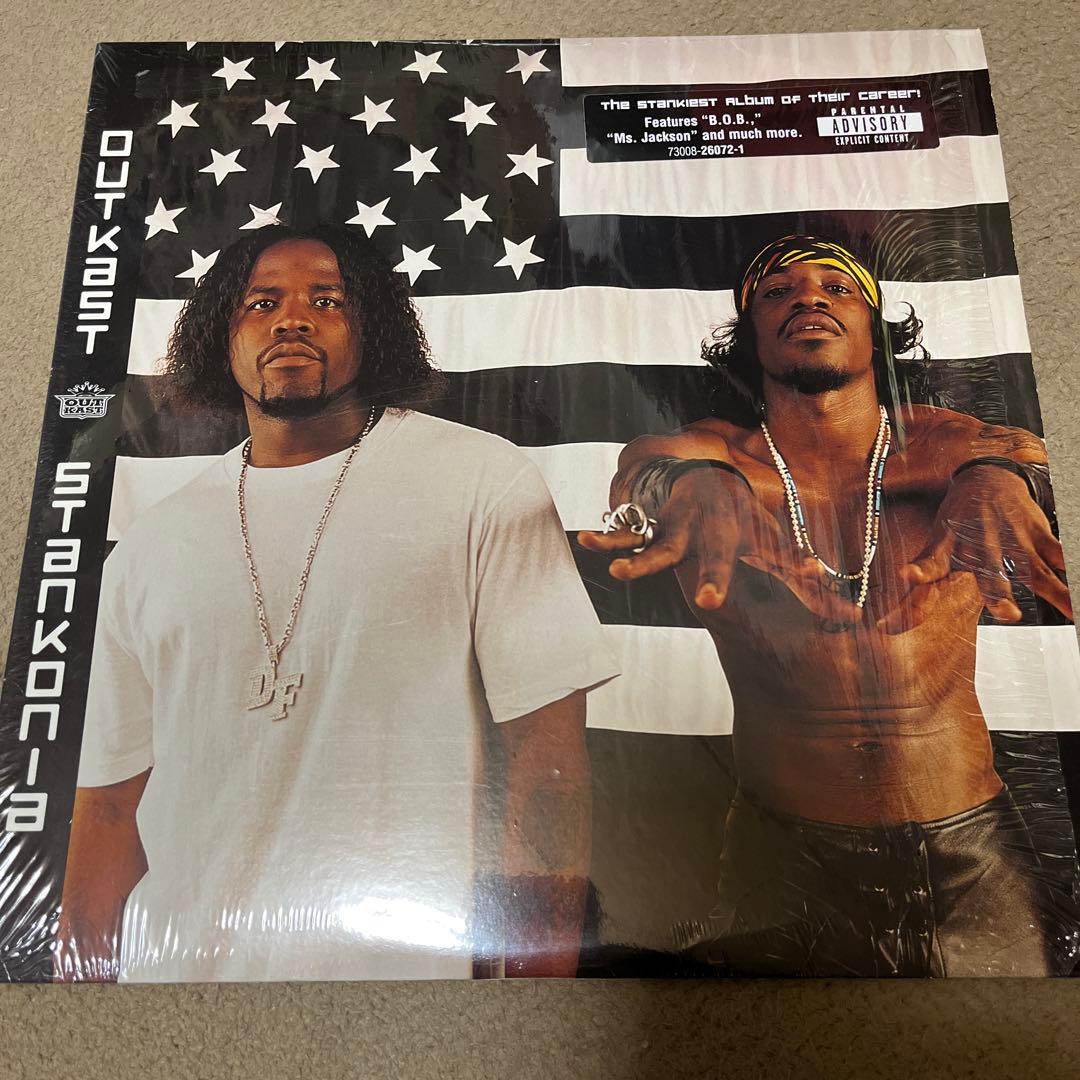 THE STANKIEST ALBUM OF THEIR CAREER!
Features "B.O.B.,"
"Ms. Jackson" and much more.
73008-26072-1
PARENTAL
ADVISORY
EXPLICIT CONTENT
OUTKAST
OUT
KAST
STANKONIA
DF